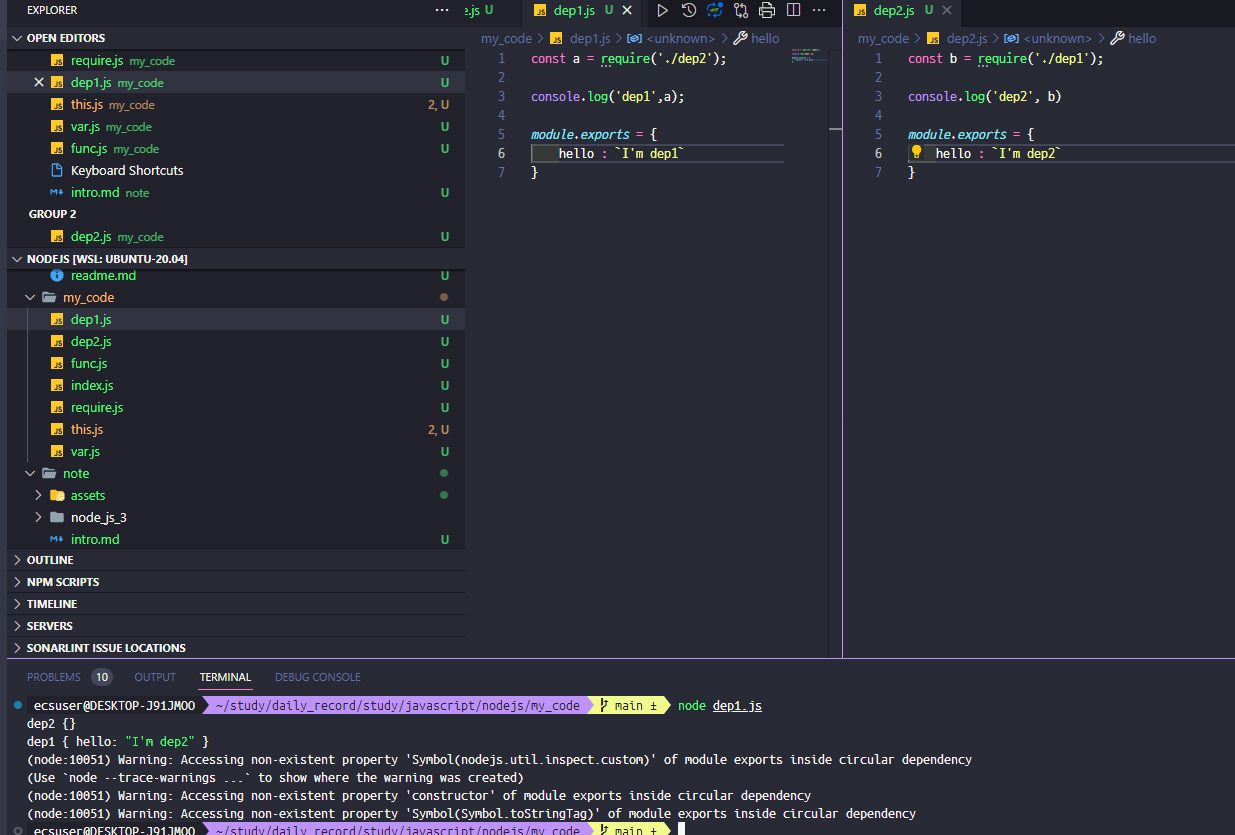 EXPLORER
OPEN EDITORS
require.js my_code U
dep1.js my_code U
this.js my_code 2, U
var.js my_code U
func.js my_code U
Keyboard Shortcuts
intro.md note U
GROUP 2
dep2.js my_code U
NODEJS [WSL: UBUNTU-20.04]
readme.md U
my_code
dep1.js U
dep2.js U
func.js U
index.js U
require.js U
this.js 2, U
var.js U
note
assets
node_js_3
intro.md U
OUTLINE
NPM SCRIPTS
TIMELINE
SERVERS
SONARLINT ISSUE LOCATIONS
e.js U dep1.js U
my_code > dep1.js > <unknown> > hello
1 const a = require('./dep2');
2
3 console.log('dep1',a);
4
5 module.exports = {
6 hello : `I'm dep1`
7 }
dep2.js U
my_code > dep2.js > <unknown> > hello
1 const b = require('./dep1');
2
3 console.log('dep2', b)
4
5 module.exports = {
6 hello : `I'm dep2`
7 }
PROBLEMS 10 OUTPUT TERMINAL DEBUG CONSOLE
ecsuser@DESKTOP-J91JMOO ~/study/daily_record/study/javascript/nodejs/my_code main ± node dep1.js
dep2 {}
dep1 { hello: "I'm dep2" }
(node:10051) Warning: Accessing non-existent property 'Symbol(nodejs.util.inspect.custom)' of module exports inside circular dependency
(Use `node --trace-warnings ...` to show where the warning was created)
(node:10051) Warning: Accessing non-existent property 'constructor' of module exports inside circular dependency
(node:10051) Warning: Accessing non-existent property 'Symbol(Symbol.toStringTag)' of module exports inside circular dependency
ecsuser@DESKTOP-J91JMOO ~/study/daily_record/study/javascript/nodejs/my_code main ±